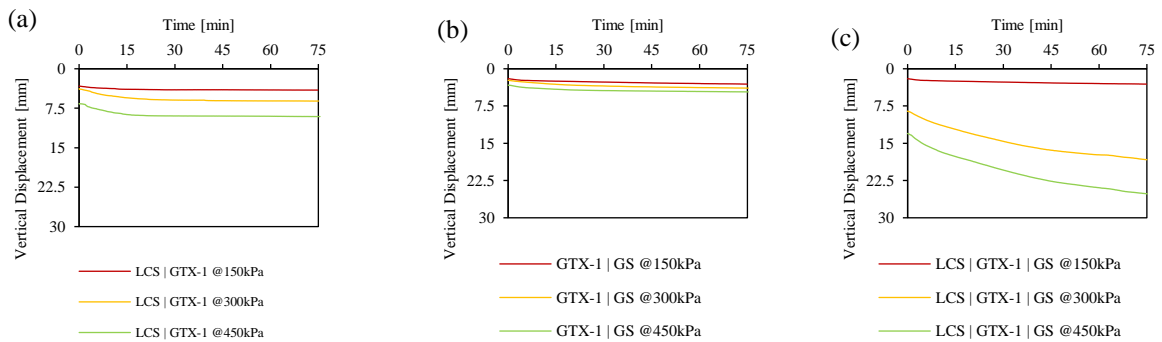 (a)
Time [min]
0 15 30 45 60 75
Vertical Displacement [mm]
0
7.5
15
22.5
30
LCS | GTX-1 @150kPa
LCS | GTX-1 @300kPa
LCS | GTX-1 @450kPa
(b)
Time [min]
0 15 30 45 60 75
Vertical Displacement [mm]
0
7.5
15
22.5
30
GTX-1 | GS @150kPa
GTX-1 | GS @300kPa
GTX-1 | GS @450kPa
(c)
Time [min]
0 15 30 45 60 75
Vertical Displacement [mm]
0
7.5
15
22.5
30
LCS | GTX-1 | GS @150kPa
LCS | GTX-1 | GS @300kPa
LCS | GTX-1 | GS @450kPa